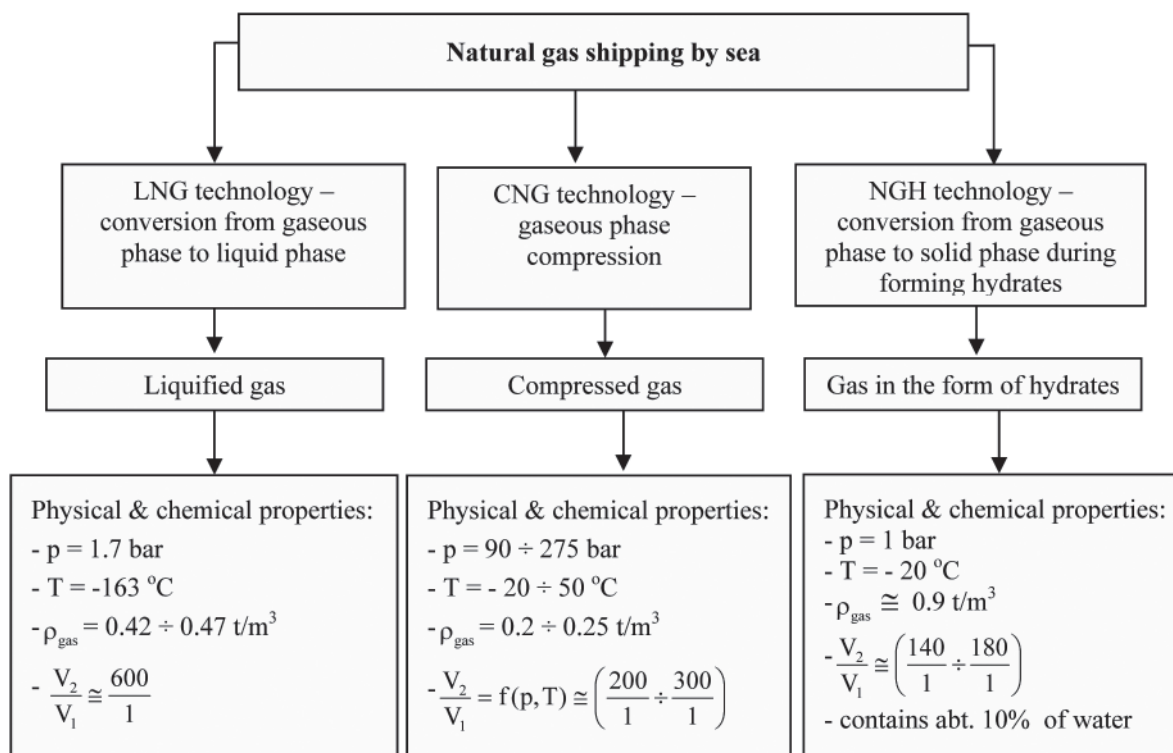 Natural gas shipping by sea
LNG technology –
conversion from gaseous
phase to liquid phase
CNG technology –
gaseous phase
compression
NGH technology –
conversion from gaseous
phase to solid phase during
forming hydrates
Liquified gas
Compressed gas
Gas in the form of hydrates
Physical & chemical properties:
- p = 1.7 bar
- T = -163 °C
- ρgas = 0.42 ÷ 0.47 t/m³
- V₂/V₁ ≅ 600/1
Physical & chemical properties:
- p = 90 ÷ 275 bar
- T = - 20 ÷ 50 °C
- ρgas = 0.2 ÷ 0.25 t/m³
- V₂/V₁ = f(p, T) ≅ (200/1 ÷ 300/1)
Physical & chemical properties:
- p = 1 bar
- T = - 20 °C
- ρgas ≅ 0.9 t/m³
- V₂/V₁ ≅ (140/1 ÷ 180/1)
- contains abt. 10% of water